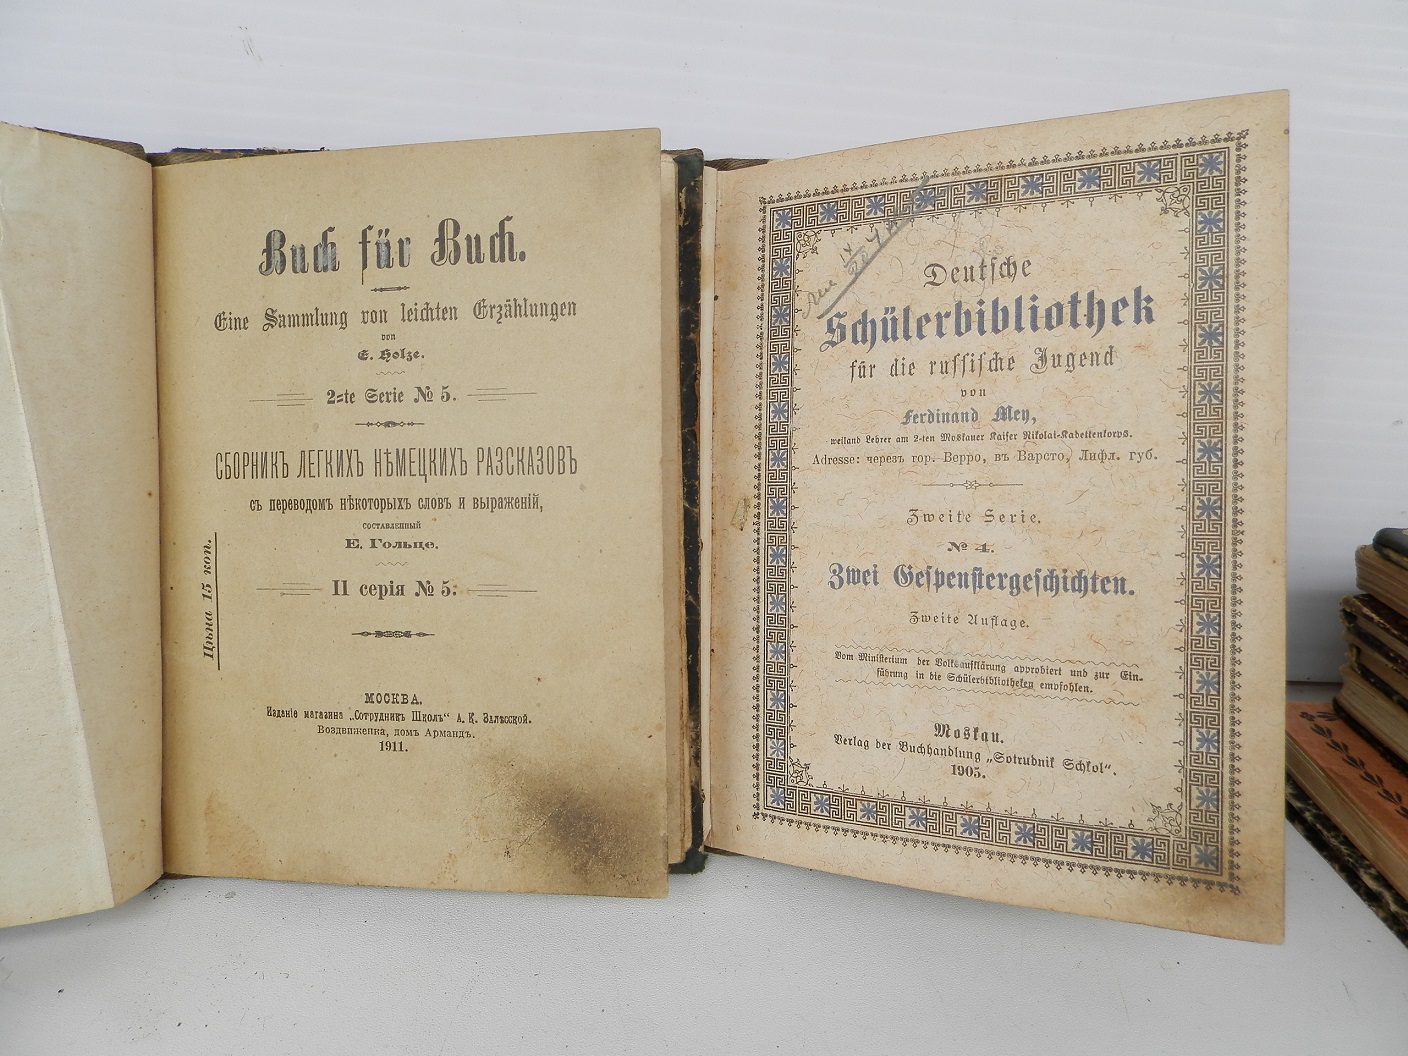 Buch für Buch.
Eine Sammlung von leichten Erzählungen
von
E. Holze.
2=te Serie № 5.
СБОРНИКЪ ЛЕГКИХЪ НѢМЕЦКИХЪ РАЗСКАЗОВЪ
съ переводомъ нѣкоторыхъ словъ и выраженій,
составленный
Е. Гольце.
II серія № 5.
Цѣна 15 коп.
МОСКВА.
Изданіе магазина „Сотрудникъ Школъ“ А. К. Залѣсской.
Воздвиженка, домъ Армандъ.
1911.
Deutsche
Schülerbibliothek
für die russische Jugend
von
Ferdinand Mey,
weiland Lehrer am 2-ten Moskauer Kaiser Nikolai-Kadettenkorps.
Adresse: черезъ гор. Верро, въ Варсто, Лифл. губ.
Zweite Serie.
№ 4.
Zwei Gespenstergeschichten.
Zweite Auflage.
Vom Ministerium der Volksaufklärung approbiert und zur Ein-
führung in die Schülerbibliotheken empfohlen.
Moskau.
Verlag der Buchhandlung „Sotrudnik Schkol“.
1905.